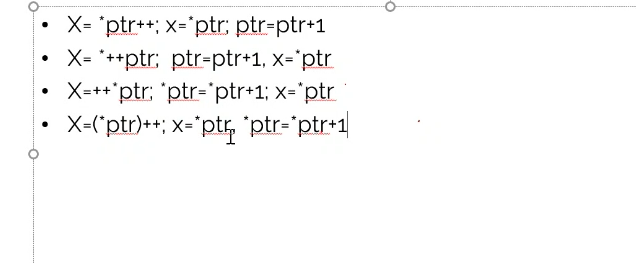 • X= *ptr++; x=*ptr; ptr=ptr+1
• X= *++ptr;  ptr=ptr+1, x=*ptr
• X=++*ptr; *ptr=*ptr+1; x=*ptr
• X=(*ptr)++; x=*ptr, *ptr=*ptr+1